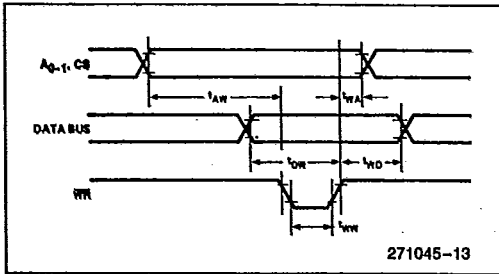 A0-1, CS
tAW
tWA
DATA BUS
tDW
tWD
WR
tWW
271045-13